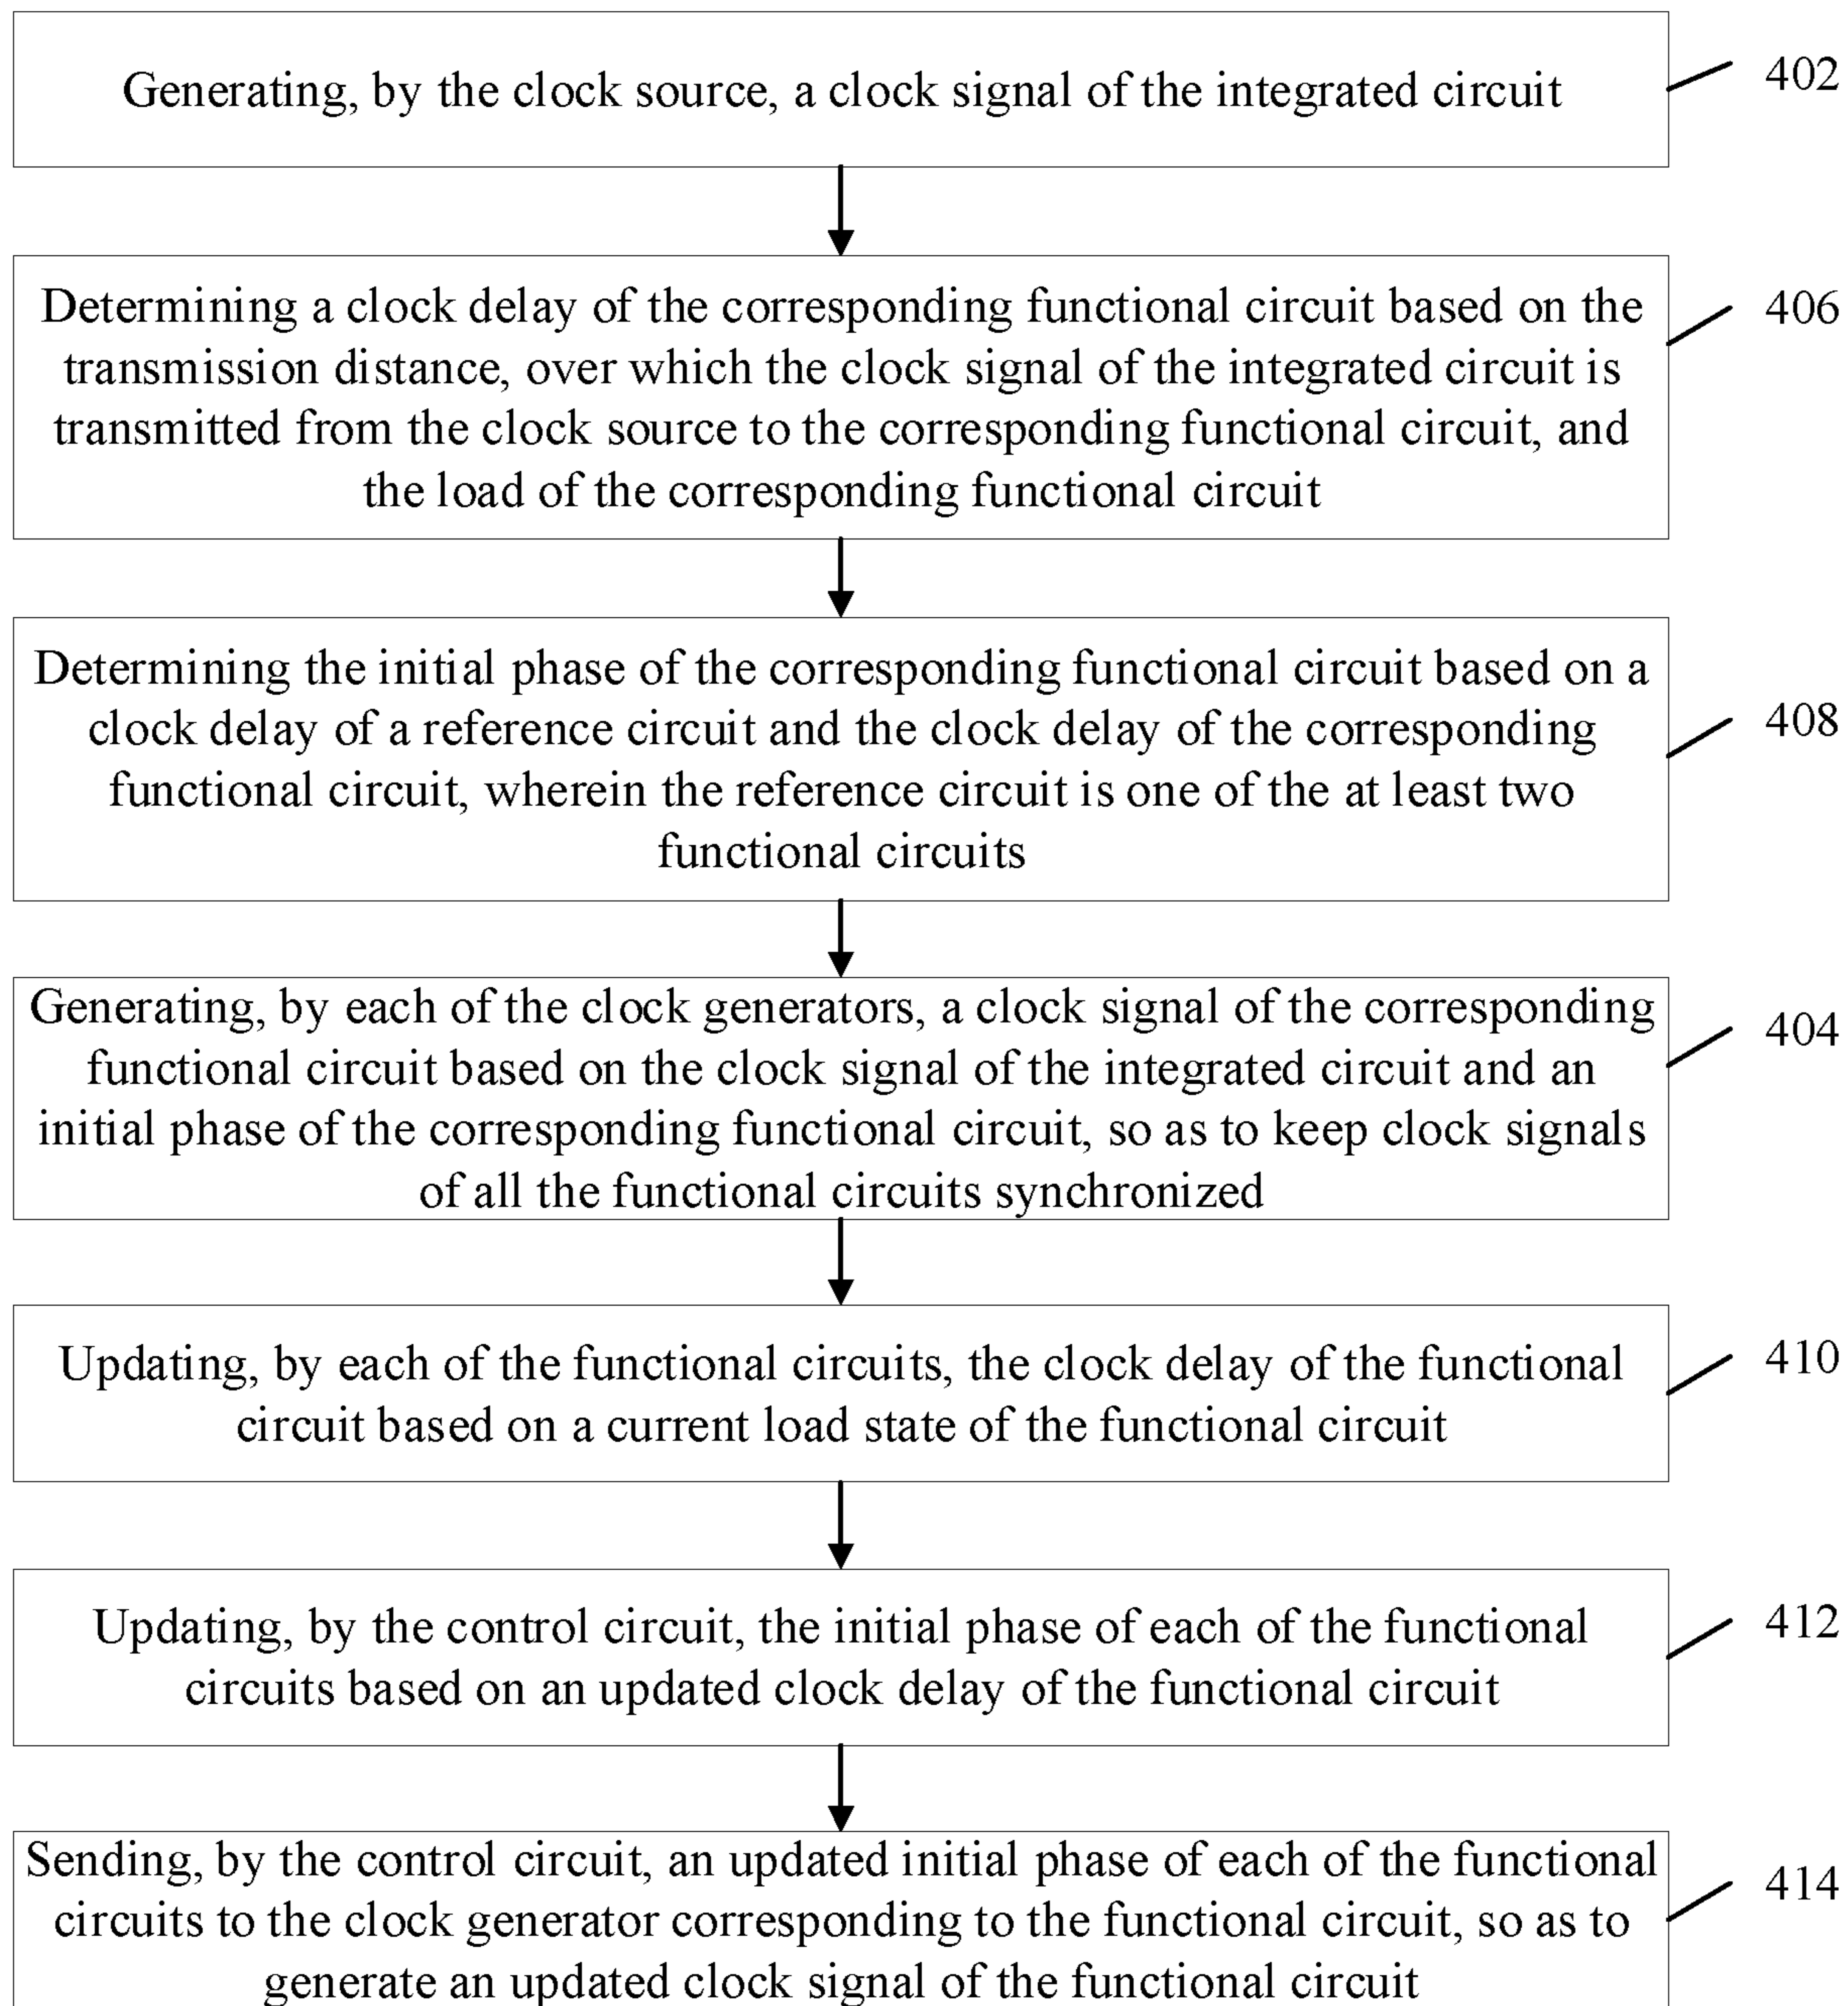 Generating, by the clock source, a clock signal of the integrated circuit
402
Determining a clock delay of the corresponding functional circuit based on the
transmission distance, over which the clock signal of the integrated circuit is
transmitted from the clock source to the corresponding functional circuit, and
the load of the corresponding functional circuit
406
Determining the initial phase of the corresponding functional circuit based on a
clock delay of a reference circuit and the clock delay of the corresponding
functional circuit, wherein the reference circuit is one of the at least two
functional circuits
408
Generating, by each of the clock generators, a clock signal of the corresponding
functional circuit based on the clock signal of the integrated circuit and an
initial phase of the corresponding functional circuit, so as to keep clock signals
of all the functional circuits synchronized
404
Updating, by each of the functional circuits, the clock delay of the functional
circuit based on a current load state of the functional circuit
410
Updating, by the control circuit, the initial phase of each of the functional
circuits based on an updated clock delay of the functional circuit
412
Sending, by the control circuit, an updated initial phase of each of the functional
circuits to the clock generator corresponding to the functional circuit, so as to
generate an updated clock signal of the functional circuit
414